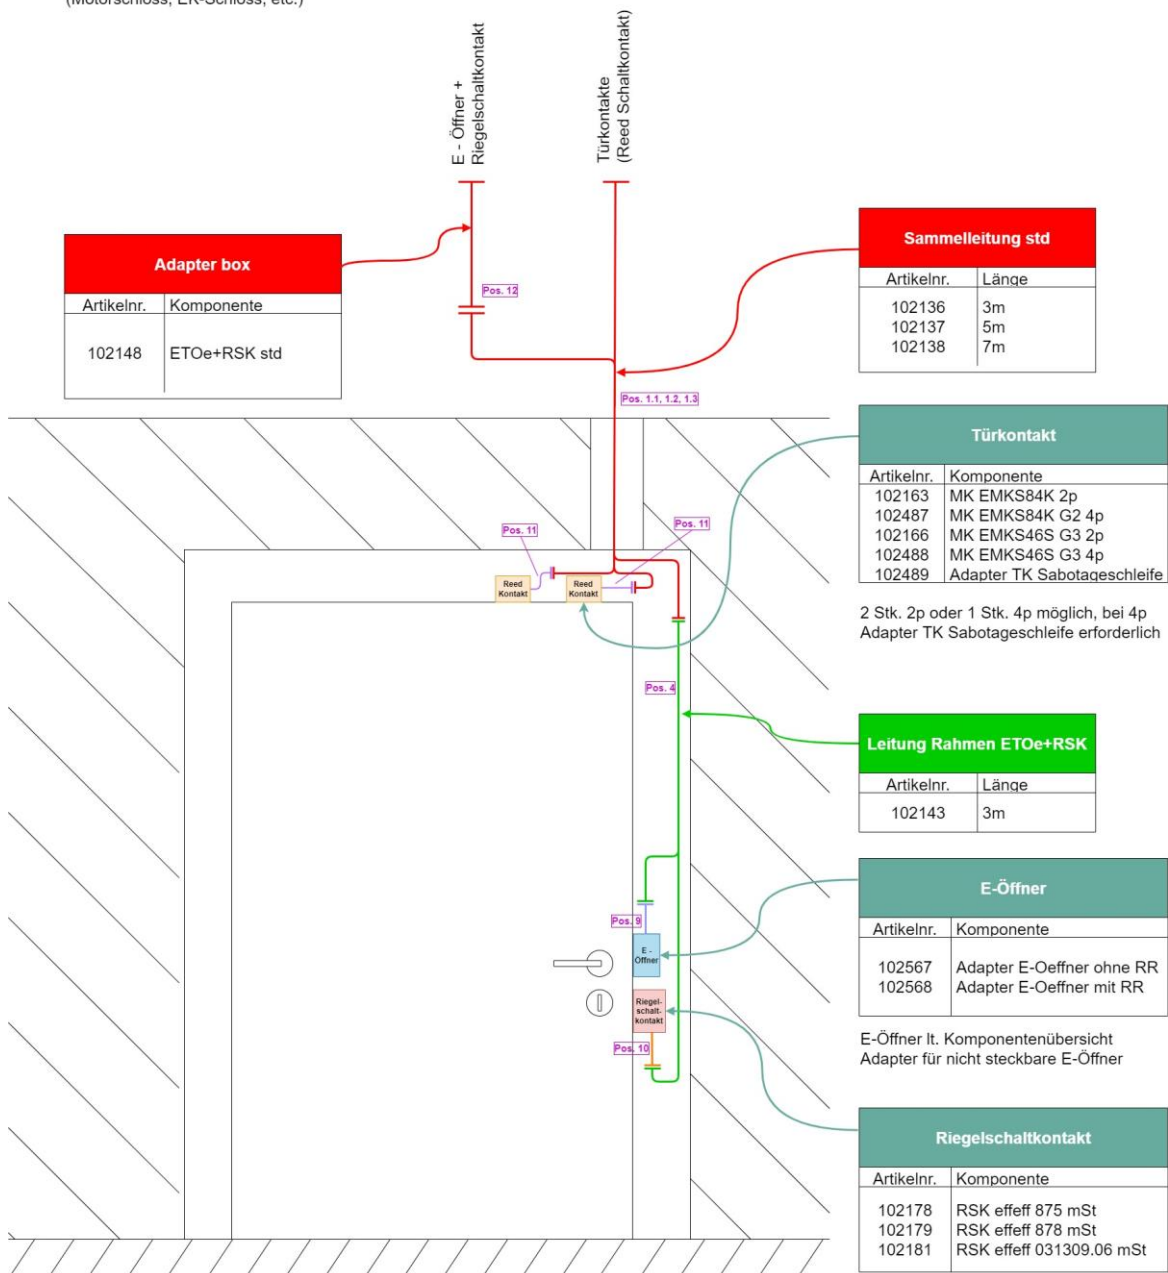 (Motorschloss, EK-Schloss, etc.)
E - Öffner +
Riegelschaltkontakt
Türkontakte
(Reed Schaltkontakt)
Adapter box
Artikelnr. Komponente
102148 ETOe+RSK std
Pos. 12
Sammelleitung std
Artikelnr. Länge
102136 3m
102137 5m
102138 7m
Pos. 1.1, 1.2, 1.3
Türkontakt
Artikelnr. Komponente
102163 MK EMKS84K 2p
102487 MK EMKS84K G2 4p
102166 MK EMKS46S G3 2p
102488 MK EMKS46S G3 4p
102489 Adapter TK Sabotageschleife
2 Stk. 2p oder 1 Stk. 4p möglich, bei 4p
Adapter TK Sabotageschleife erforderlich
Pos. 11
Pos. 11
Reed
Kontakt
Reed
Kontakt
Pos. 4
Leitung Rahmen ETOe+RSK
Artikelnr. Länge
102143 3m
Pos. 9
E -
Öffner
E-Öffner
Artikelnr. Komponente
102567 Adapter E-Oeffner ohne RR
102568 Adapter E-Oeffner mit RR
E-Öffner lt. Komponentenübersicht
Adapter für nicht steckbare E-Öffner
Riegel-
schalt-
kontakt
Pos. 10
Riegelschaltkontakt
Artikelnr. Komponente
102178 RSK effeff 875 mSt
102179 RSK effeff 878 mSt
102181 RSK effeff 031309.06 mSt